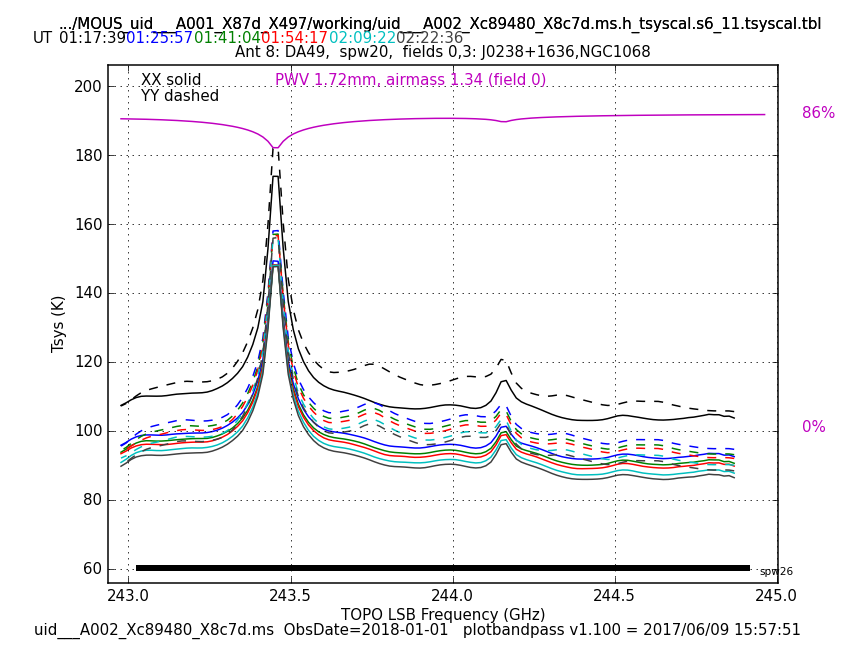 .../MOUS_uid___A001_X87d_X497/working/uid___A002_Xc89480_X8c7d.ms.h_tsyscal.s6_11.tsyscal.tbl
UT 01:17:39 01:25:57 01:41:04 01:54:17 02:09:22 02:22:36
Ant 8: DA49,  spw20,  fields 0,3: J0238+1636,NGC1068
XX solid
YY dashed
PWV 1.72mm, airmass 1.34 (field 0)
86%
0%
200
180
160
140
120
100
80
60
Tsys (K)
spw26
243.0 243.5 244.0 244.5 245.0
TOPO LSB Frequency (GHz)
uid___A002_Xc89480_X8c7d.ms  ObsDate=2018-01-01   plotbandpass v1.100 = 2017/06/09 15:57:51